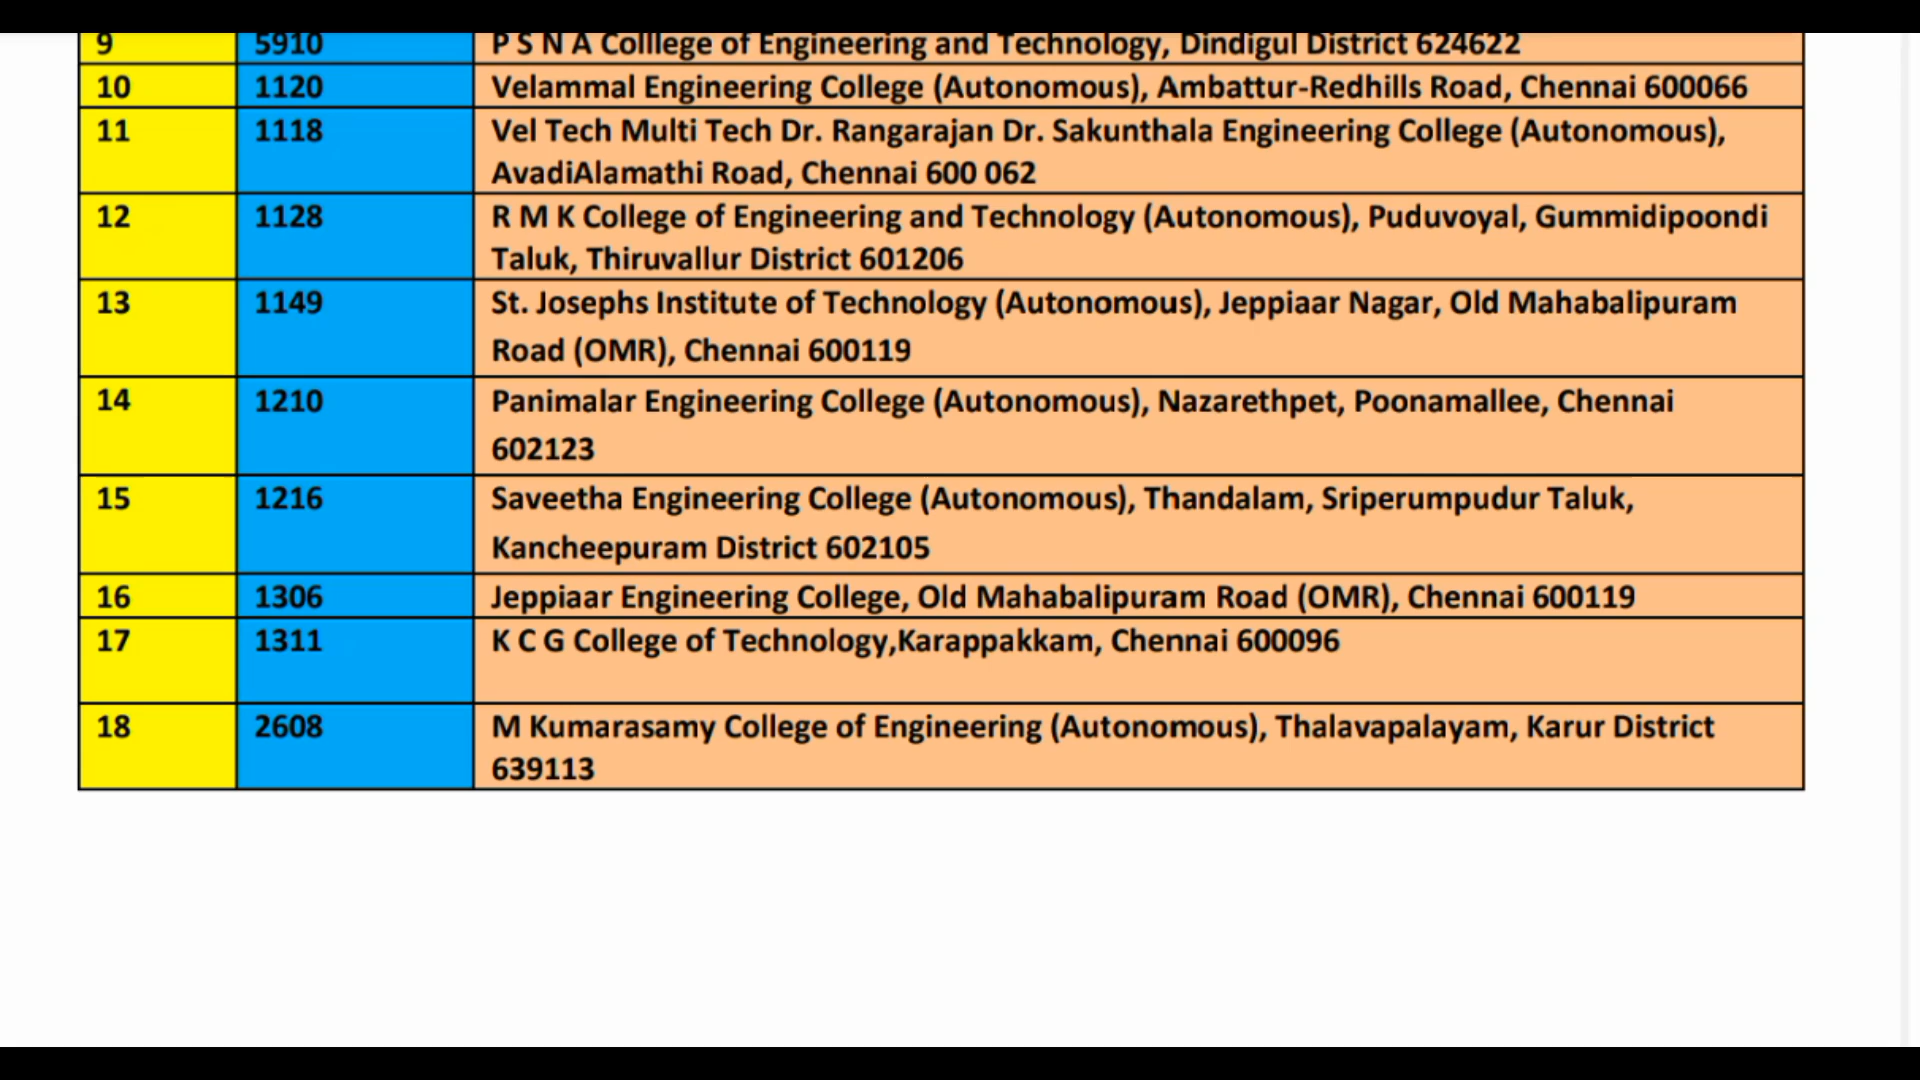 9 5910 P S N A Colllege of Engineering and Technology, Dindigul District 624622
10 1120 Velammal Engineering College (Autonomous), Ambattur-Redhills Road, Chennai 600066
11 1118 Vel Tech Multi Tech Dr. Rangarajan Dr. Sakunthala Engineering College (Autonomous),
AvadiAlamathi Road, Chennai 600 062
12 1128 R M K College of Engineering and Technology (Autonomous), Puduvoyal, Gummidipoondi
Taluk, Thiruvallur District 601206
13 1149 St. Josephs Institute of Technology (Autonomous), Jeppiaar Nagar, Old Mahabalipuram
Road (OMR), Chennai 600119
14 1210 Panimalar Engineering College (Autonomous), Nazarethpet, Poonamallee, Chennai
602123
15 1216 Saveetha Engineering College (Autonomous), Thandalam, Sriperumpudur Taluk,
Kancheepuram District 602105
16 1306 Jeppiaar Engineering College, Old Mahabalipuram Road (OMR), Chennai 600119
17 1311 K C G College of Technology,Karappakkam, Chennai 600096
18 2608 M Kumarasamy College of Engineering (Autonomous), Thalavapalayam, Karur District
639113